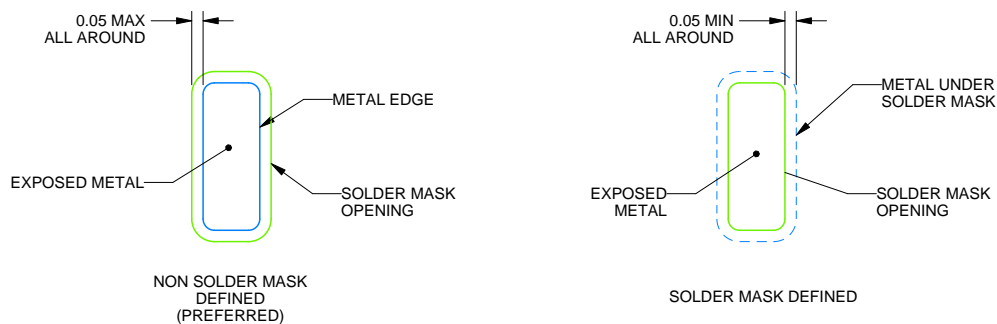 0.05 MAX
ALL AROUND
METAL EDGE
EXPOSED METAL
SOLDER MASK
OPENING
NON SOLDER MASK
DEFINED
(PREFERRED)
0.05 MIN
ALL AROUND
METAL UNDER
SOLDER MASK
EXPOSED
METAL
SOLDER MASK
OPENING
SOLDER MASK DEFINED